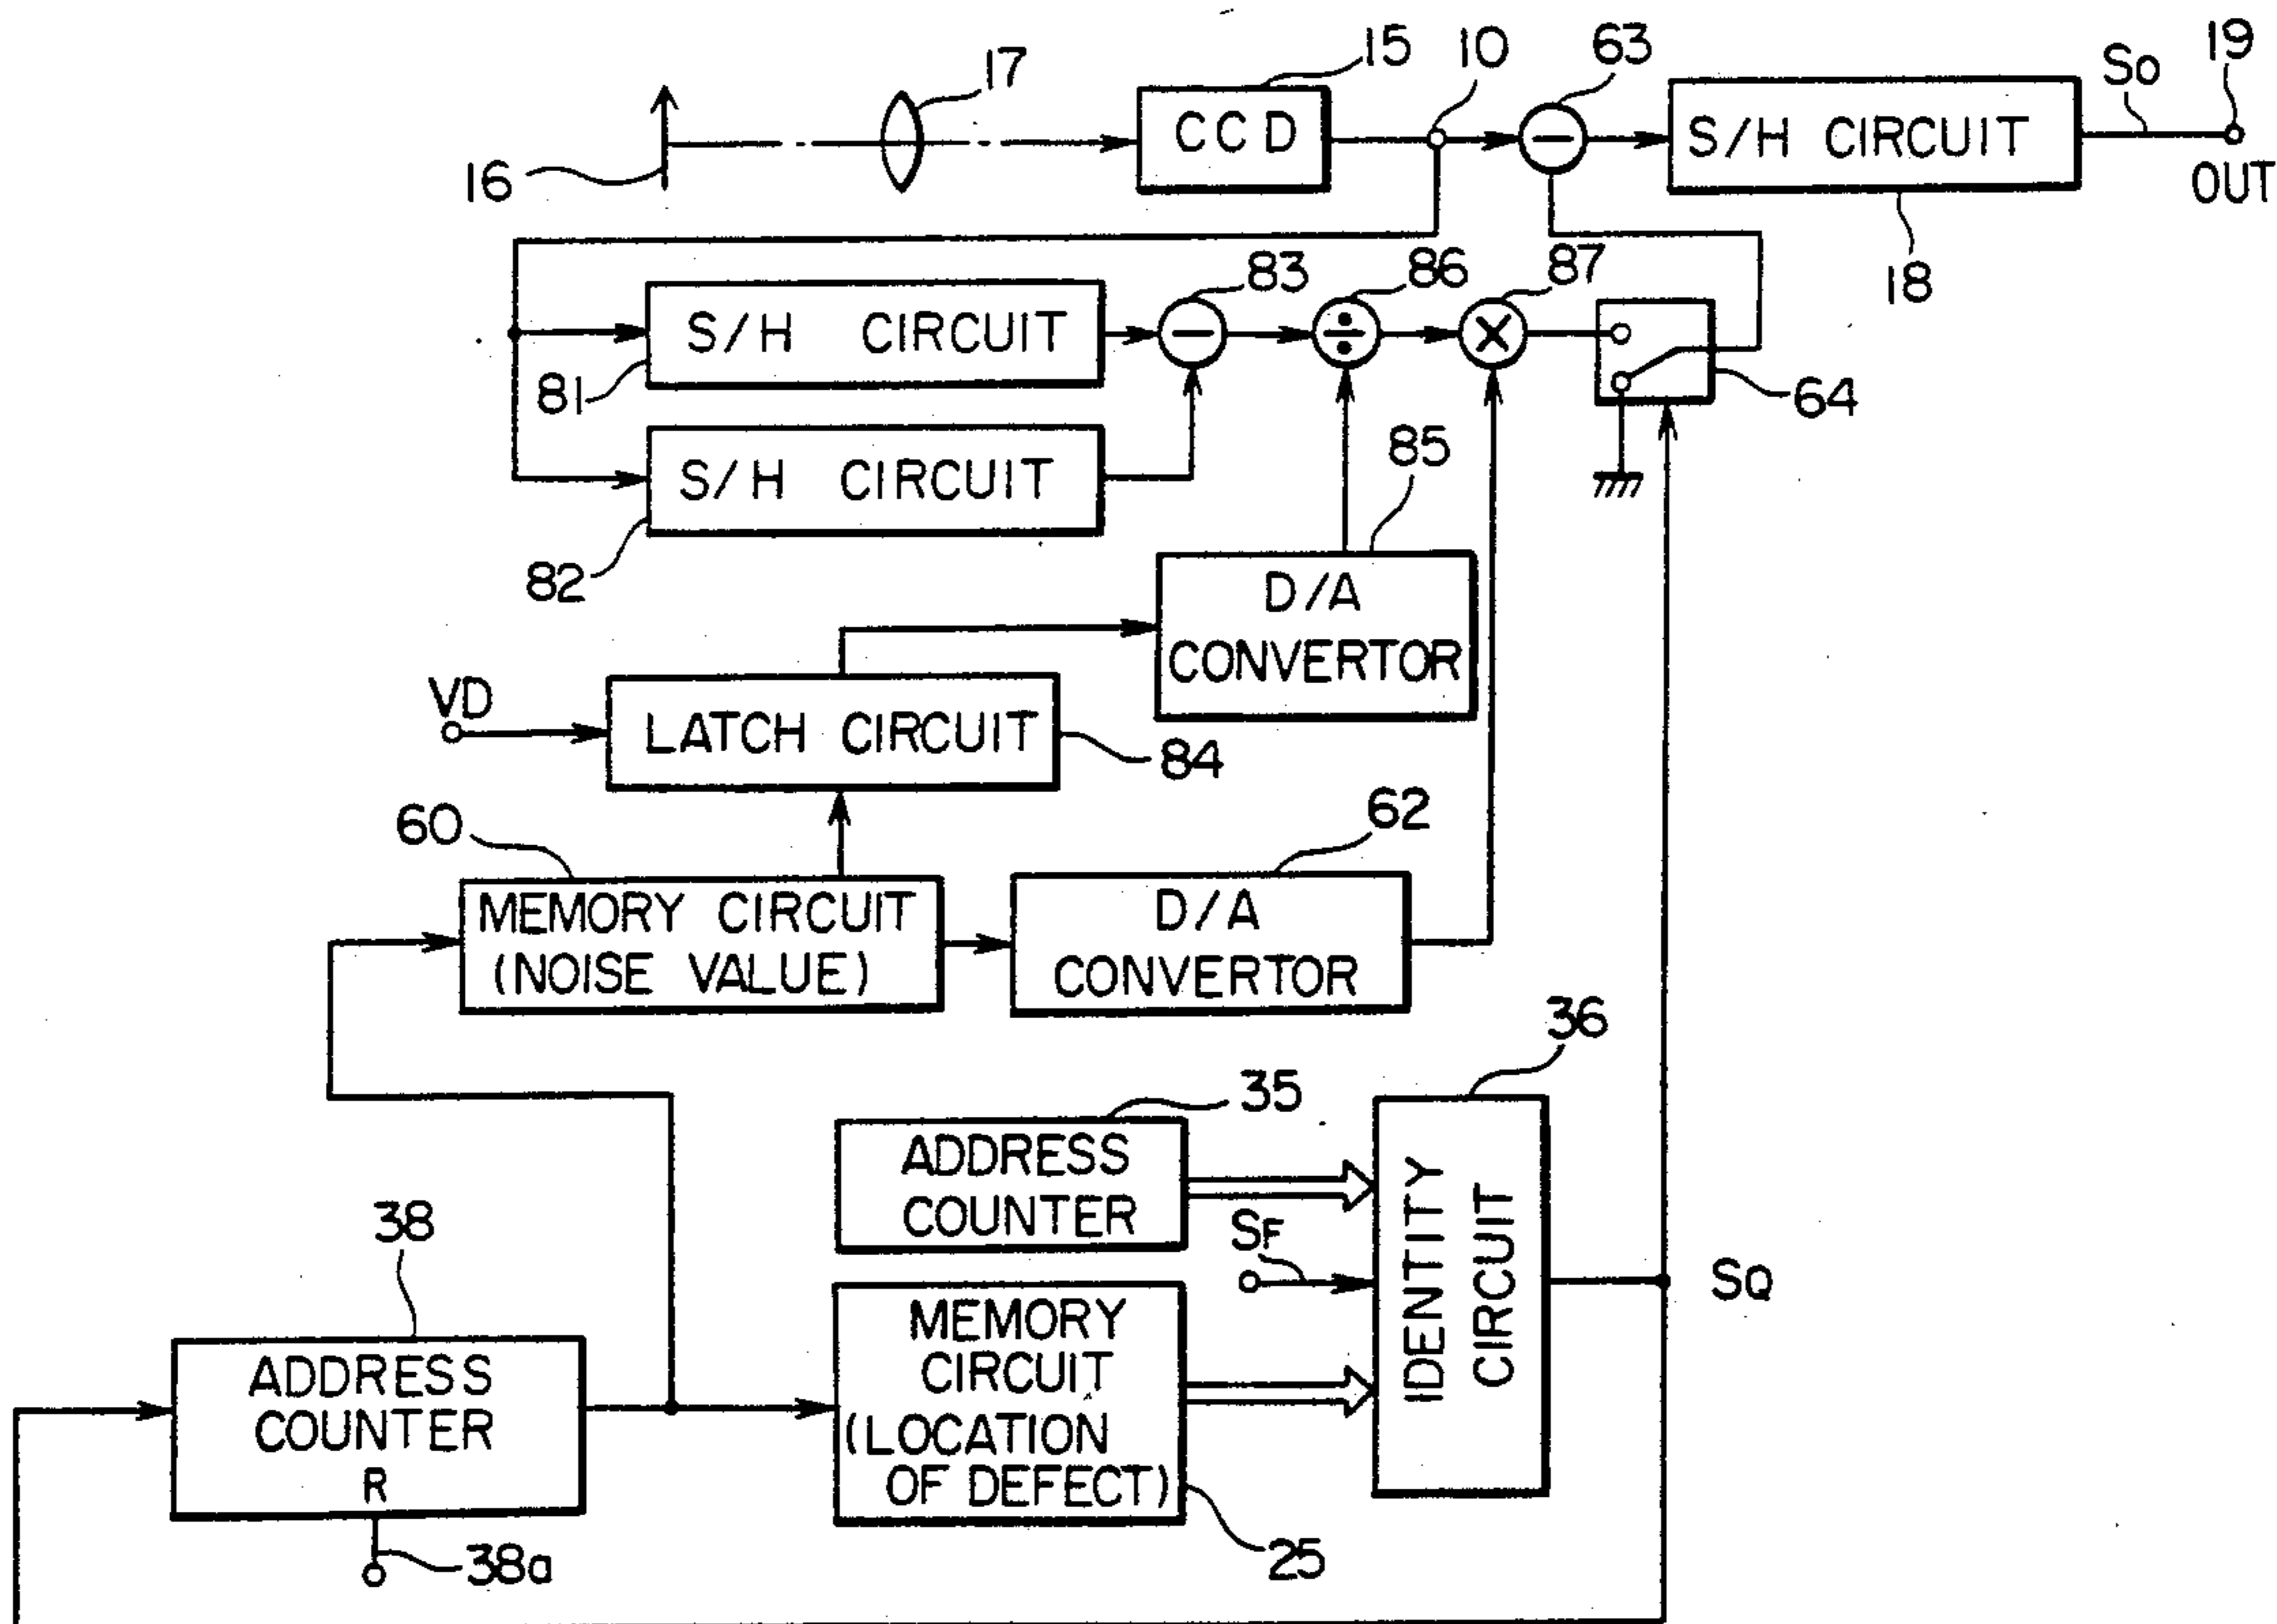 16
17
15
CCD
10
63
S/H CIRCUIT
18
So
19
OUT
S/H CIRCUIT
81
83
86
87
64
S/H CIRCUIT
82
85
D/A
CONVERTOR
VD
LATCH CIRCUIT
84
60
MEMORY CIRCUIT
(NOISE VALUE)
62
D/A
CONVERTOR
36
35
ADDRESS
COUNTER
SF
IDENTITY
CIRCUIT
SQ
38
ADDRESS
COUNTER
R
38a
MEMORY
CIRCUIT
(LOCATION
OF DEFECT)
25